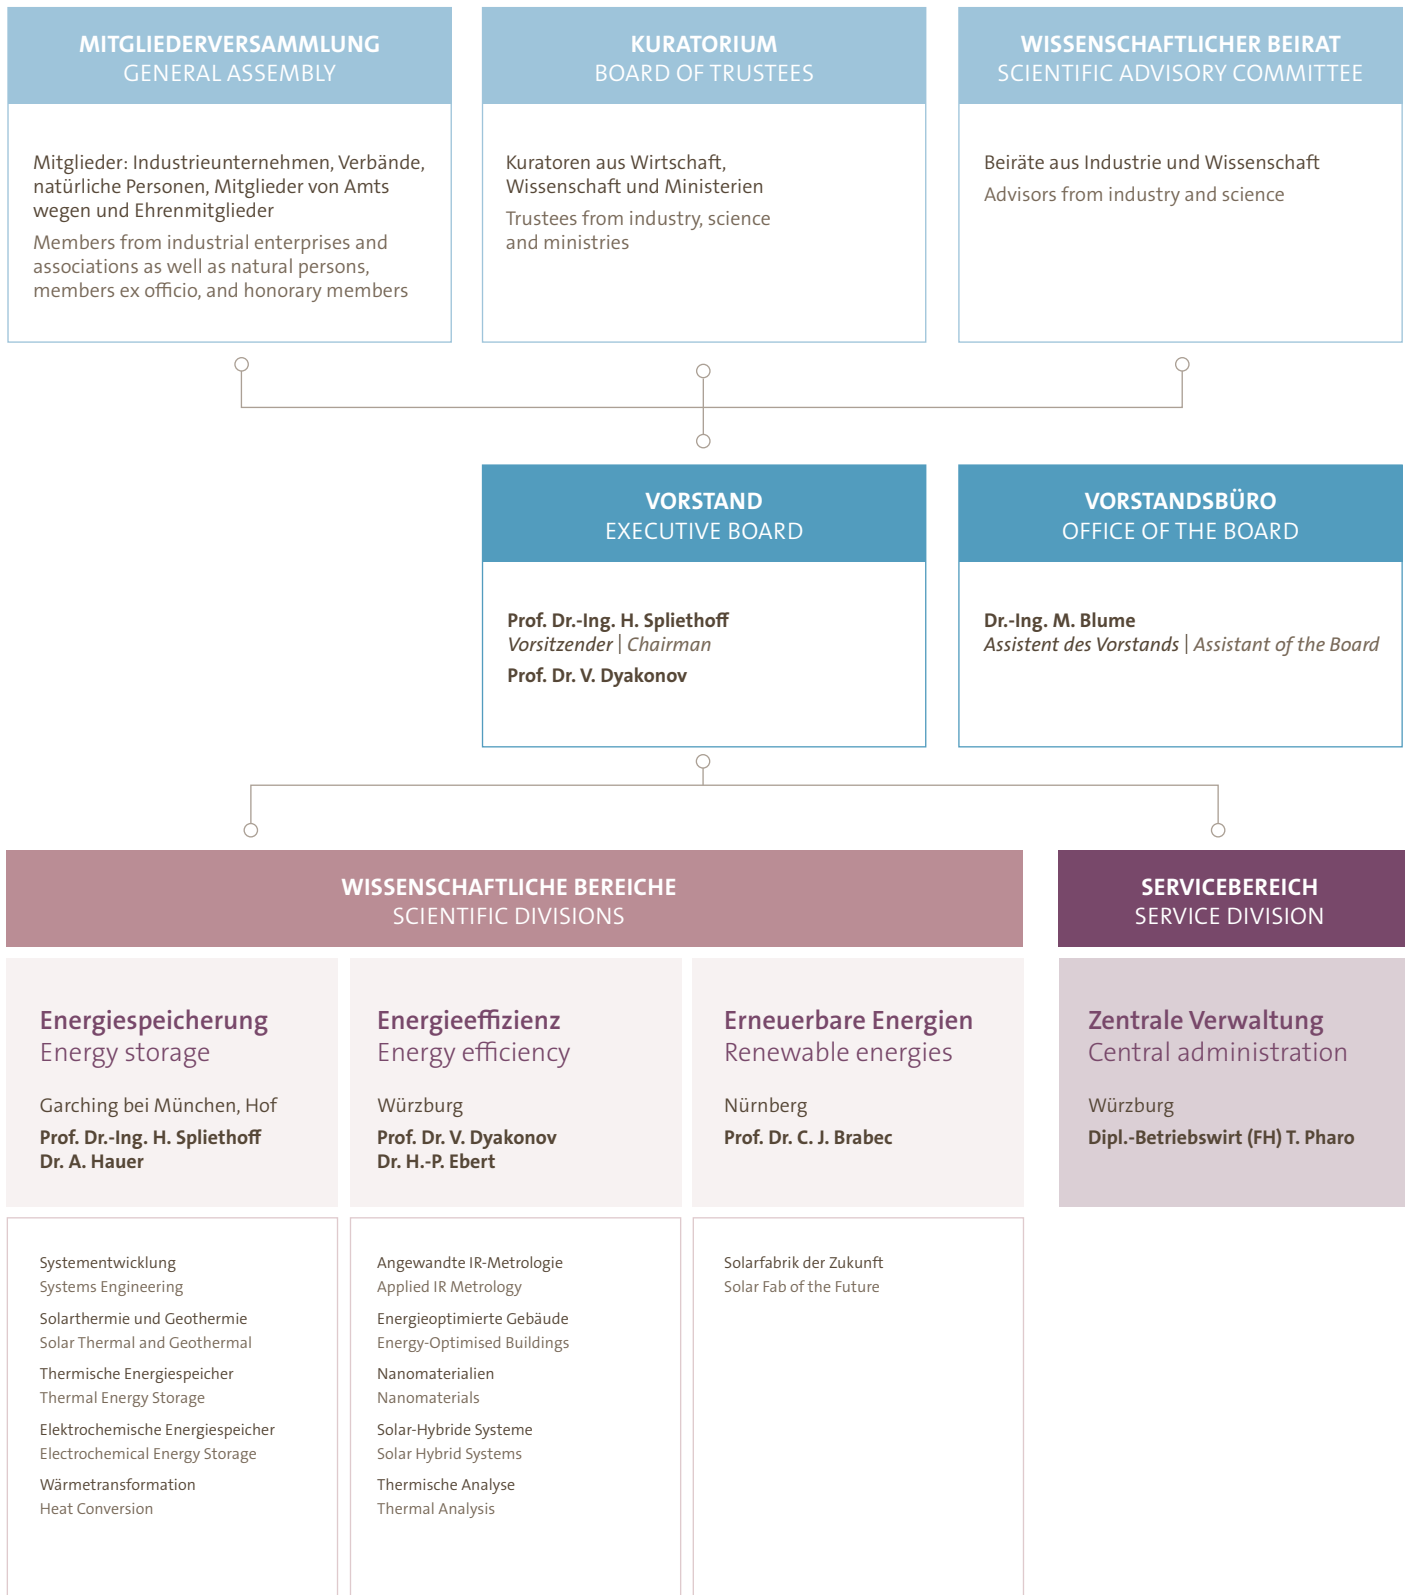 MITGLIEDERVERSAMMLUNG
GENERAL ASSEMBLY
Mitglieder: Industrieunternehmen, Verbände,
natürliche Personen, Mitglieder von Amts
wegen und Ehrenmitglieder
Members from industrial enterprises and
associations as well as natural persons,
members ex officio, and honorary members
KURATORIUM
BOARD OF TRUSTEES
Kuratoren aus Wirtschaft,
Wissenschaft und Ministerien
Trustees from industry, science
and ministries
WISSENSCHAFTLICHER BEIRAT
SCIENTIFIC ADVISORY COMMITTEE
Beiräte aus Industrie und Wissenschaft
Advisors from industry and science
VORSTAND
EXECUTIVE BOARD
Prof. Dr.-Ing. H. Spliethoff
Vorsitzender | Chairman
Prof. Dr. V. Dyakonov
VORSTANDSBÜRO
OFFICE OF THE BOARD
Dr.-Ing. M. Blume
Assistent des Vorstands | Assistant of the Board
WISSENSCHAFTLICHE BEREICHE
SCIENTIFIC DIVISIONS
Energiespeicherung
Energy storage
Garching bei München, Hof
Prof. Dr.-Ing. H. Spliethoff
Dr. A. Hauer
Systementwicklung
Systems Engineering
Solarthermie und Geothermie
Solar Thermal and Geothermal
Thermische Energiespeicher
Thermal Energy Storage
Elektrochemische Energiespeicher
Electrochemical Energy Storage
Wärmetransformation
Heat Conversion
Energieeffizienz
Energy efficiency
Würzburg
Prof. Dr. V. Dyakonov
Dr. H.-P. Ebert
Angewandte IR-Metrologie
Applied IR Metrology
Energieoptimierte Gebäude
Energy-Optimised Buildings
Nanomaterialien
Nanomaterials
Solar-Hybride Systeme
Solar Hybrid Systems
Thermische Analyse
Thermal Analysis
Erneuerbare Energien
Renewable energies
Nürnberg
Prof. Dr. C. J. Brabec
Solarfabrik der Zukunft
Solar Fab of the Future
SERVICEBEREICH
SERVICE DIVISION
Zentrale Verwaltung
Central administration
Würzburg
Dipl.-Betriebswirt (FH) T. Pharo